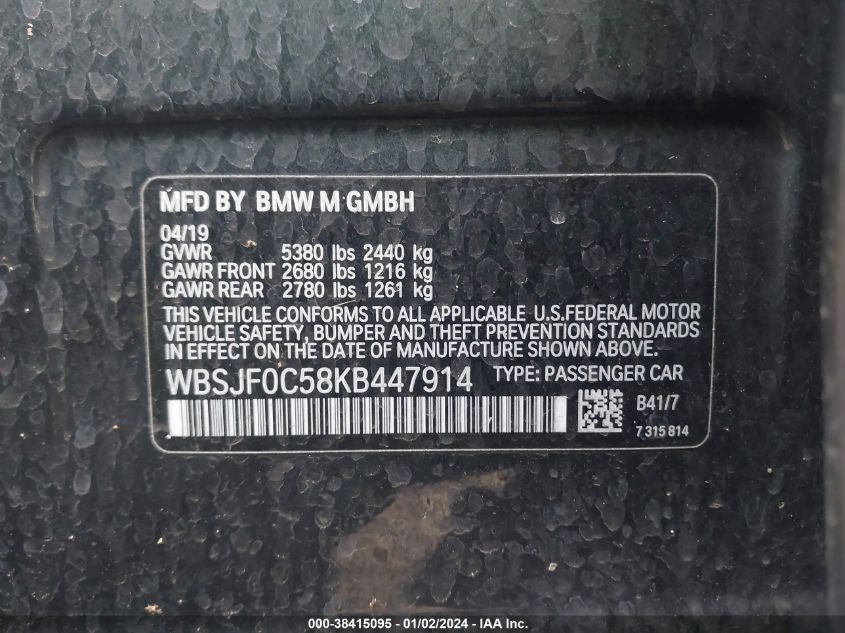 MFD BY BMW M GMBH
04/19
GVWR 5380 lbs 2440 kg
GAWR FRONT 2680 lbs 1216 kg
GAWR REAR 2780 lbs 1261 kg
THIS VEHICLE CONFORMS TO ALL APPLICABLE U.S.FEDERAL MOTOR
VEHICLE SAFETY, BUMPER AND THEFT PREVENTION STANDARDS
IN EFFECT ON THE DATE OF MANUFACTURE SHOWN ABOVE.
WBSJF0C58KB447914 TYPE: PASSENGER CAR
B41/7
7 315 814
000-38415095 - 01/02/2024 - IAA Inc.